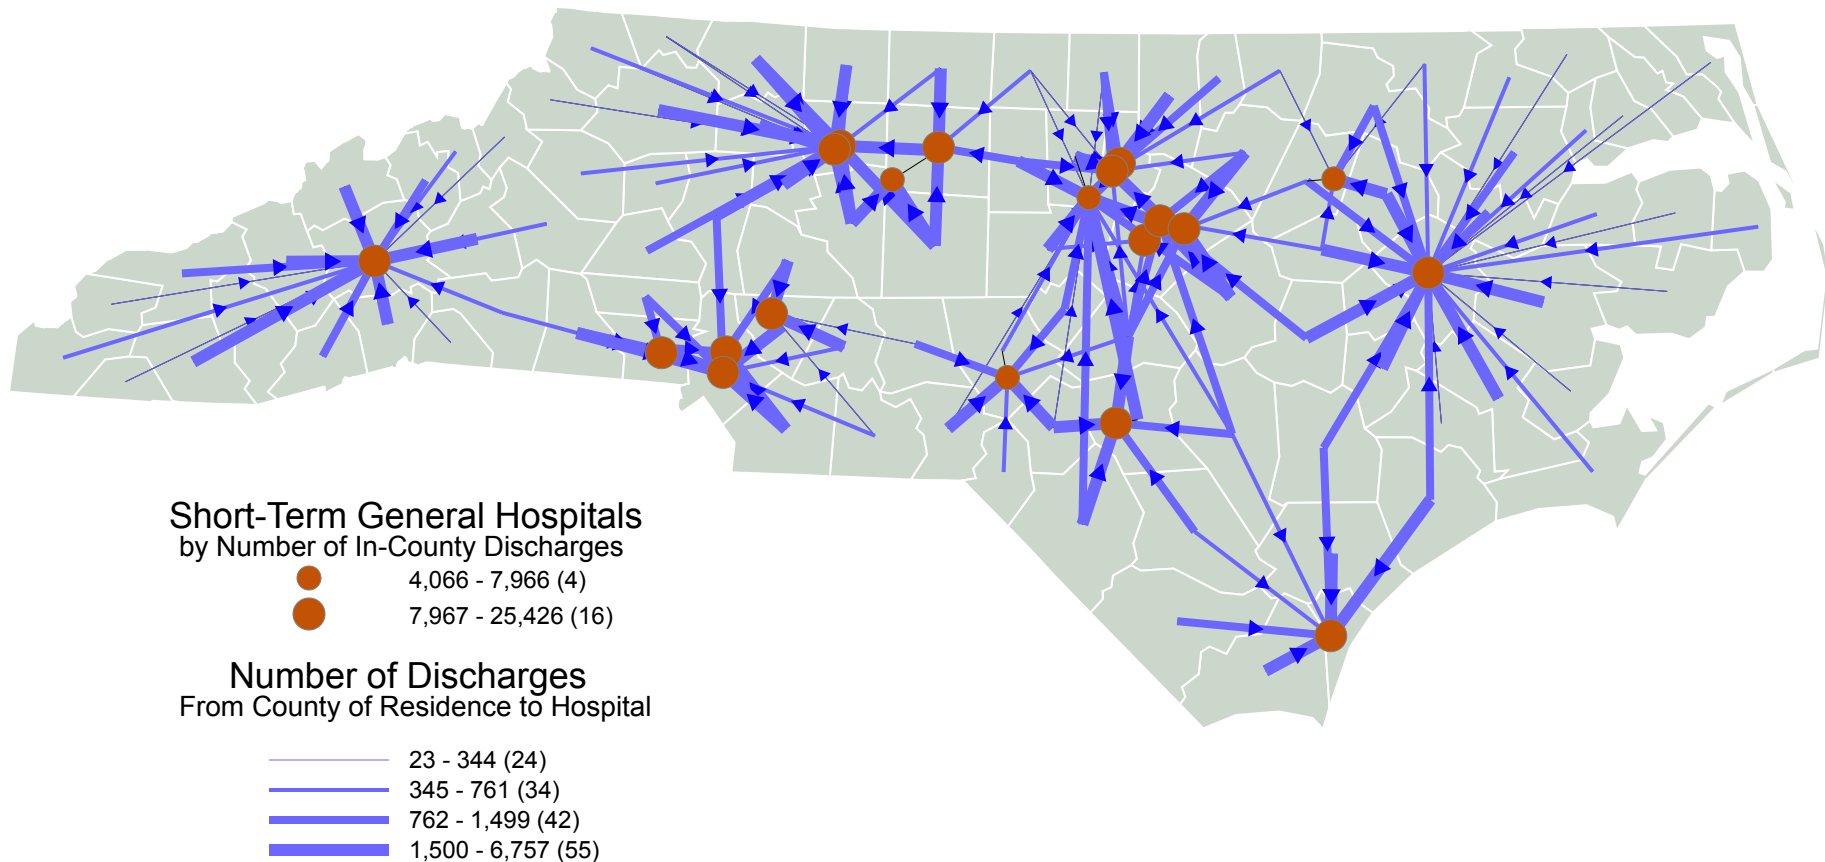 Short-Term General Hospitals
by Number of In-County Discharges
4,066 - 7,966 (4)
7,967 - 25,426 (16)
Number of Discharges
From County of Residence to Hospital
23 - 344 (24)
345 - 761 (34)
762 - 1,499 (42)
1,500 - 6,757 (55)